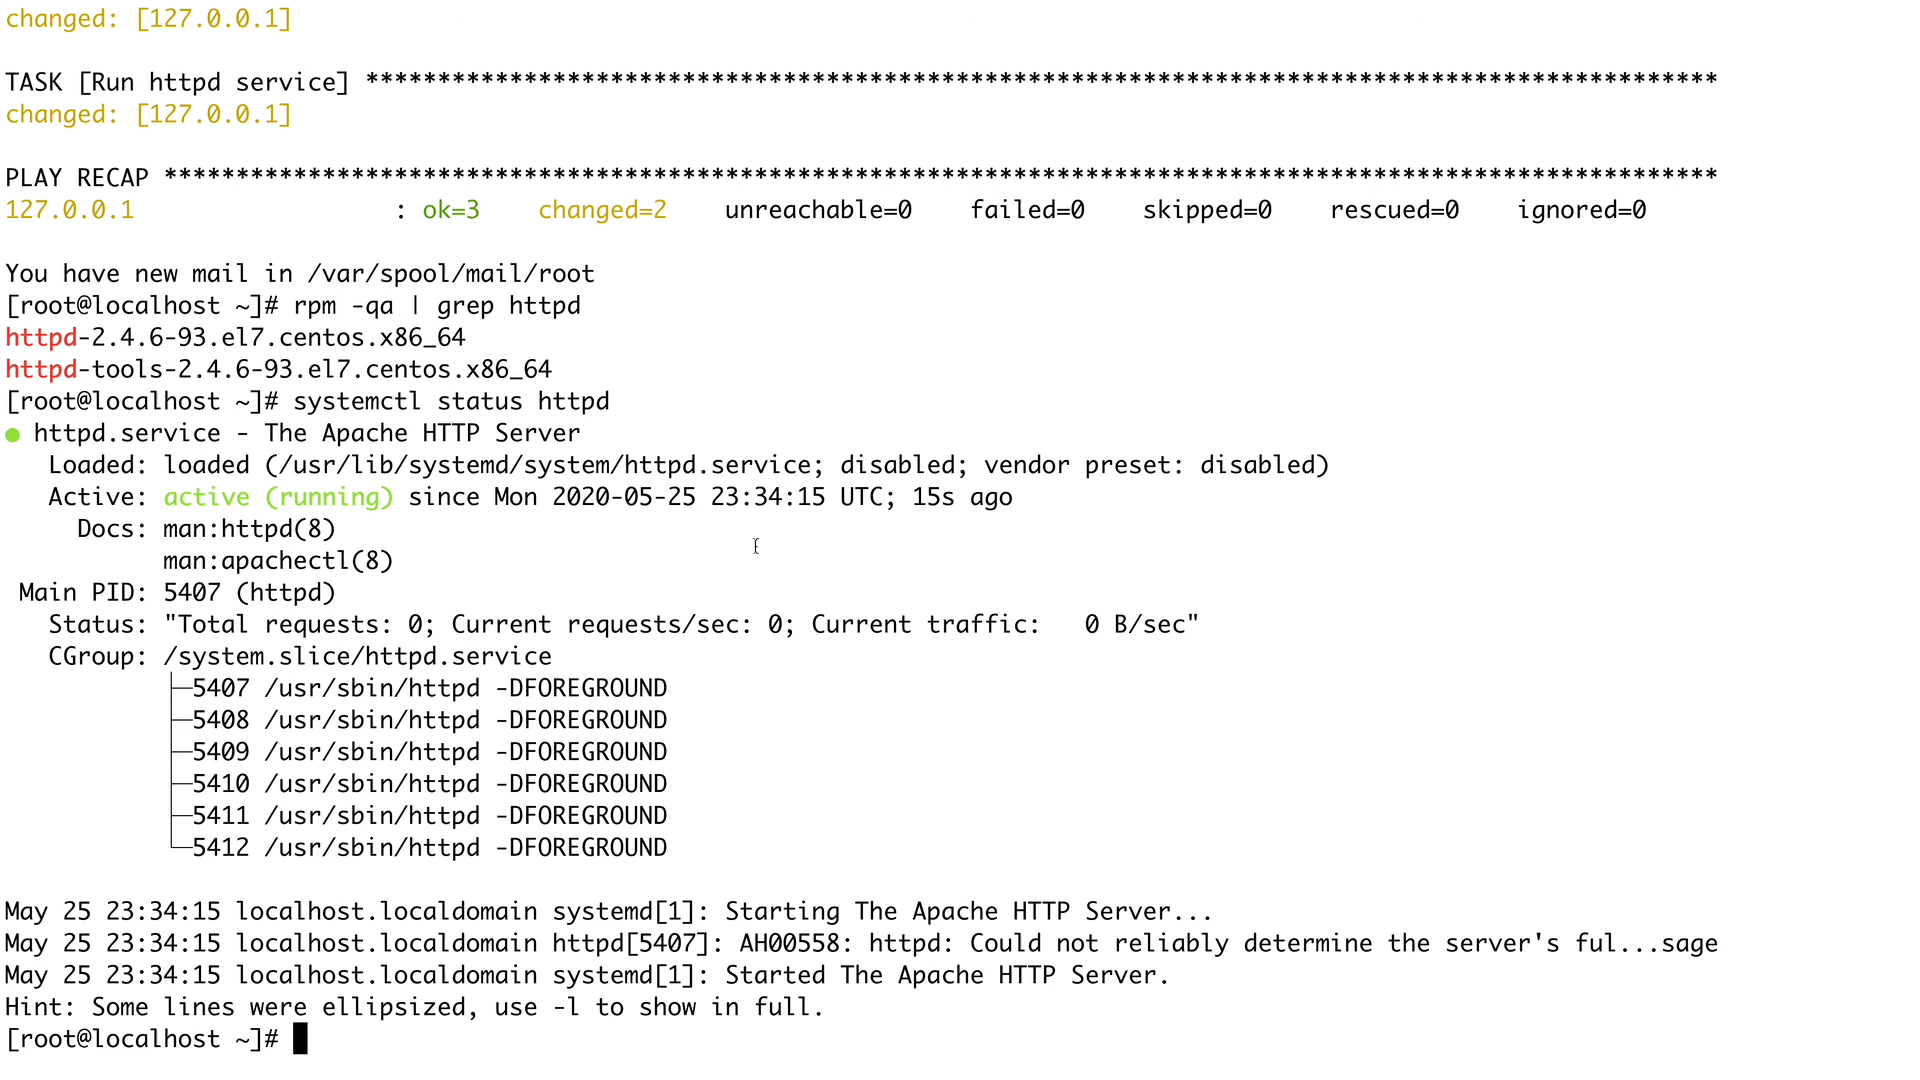 changed: [127.0.0.1]
TASK [Run httpd service] **********************************************************************************************
changed: [127.0.0.1]
PLAY RECAP ************************************************************************************************************
127.0.0.1                  : ok=3    changed=2    unreachable=0    failed=0    skipped=0    rescued=0    ignored=0
You have new mail in /var/spool/mail/root
[root@localhost ~]# rpm -qa | grep httpd
httpd-2.4.6-93.el7.centos.x86_64
httpd-tools-2.4.6-93.el7.centos.x86_64
[root@localhost ~]# systemctl status httpd
● httpd.service - The Apache HTTP Server
   Loaded: loaded (/usr/lib/systemd/system/httpd.service; disabled; vendor preset: disabled)
   Active: active (running) since Mon 2020-05-25 23:34:15 UTC; 15s ago
     Docs: man:httpd(8)
           man:apachectl(8)
 Main PID: 5407 (httpd)
   Status: "Total requests: 0; Current requests/sec: 0; Current traffic:   0 B/sec"
   CGroup: /system.slice/httpd.service
           ├─5407 /usr/sbin/httpd -DFOREGROUND
           ├─5408 /usr/sbin/httpd -DFOREGROUND
           ├─5409 /usr/sbin/httpd -DFOREGROUND
           ├─5410 /usr/sbin/httpd -DFOREGROUND
           ├─5411 /usr/sbin/httpd -DFOREGROUND
           └─5412 /usr/sbin/httpd -DFOREGROUND
May 25 23:34:15 localhost.localdomain systemd[1]: Starting The Apache HTTP Server...
May 25 23:34:15 localhost.localdomain httpd[5407]: AH00558: httpd: Could not reliably determine the server's ful...sage
May 25 23:34:15 localhost.localdomain systemd[1]: Started The Apache HTTP Server.
Hint: Some lines were ellipsized, use -l to show in full.
[root@localhost ~]#